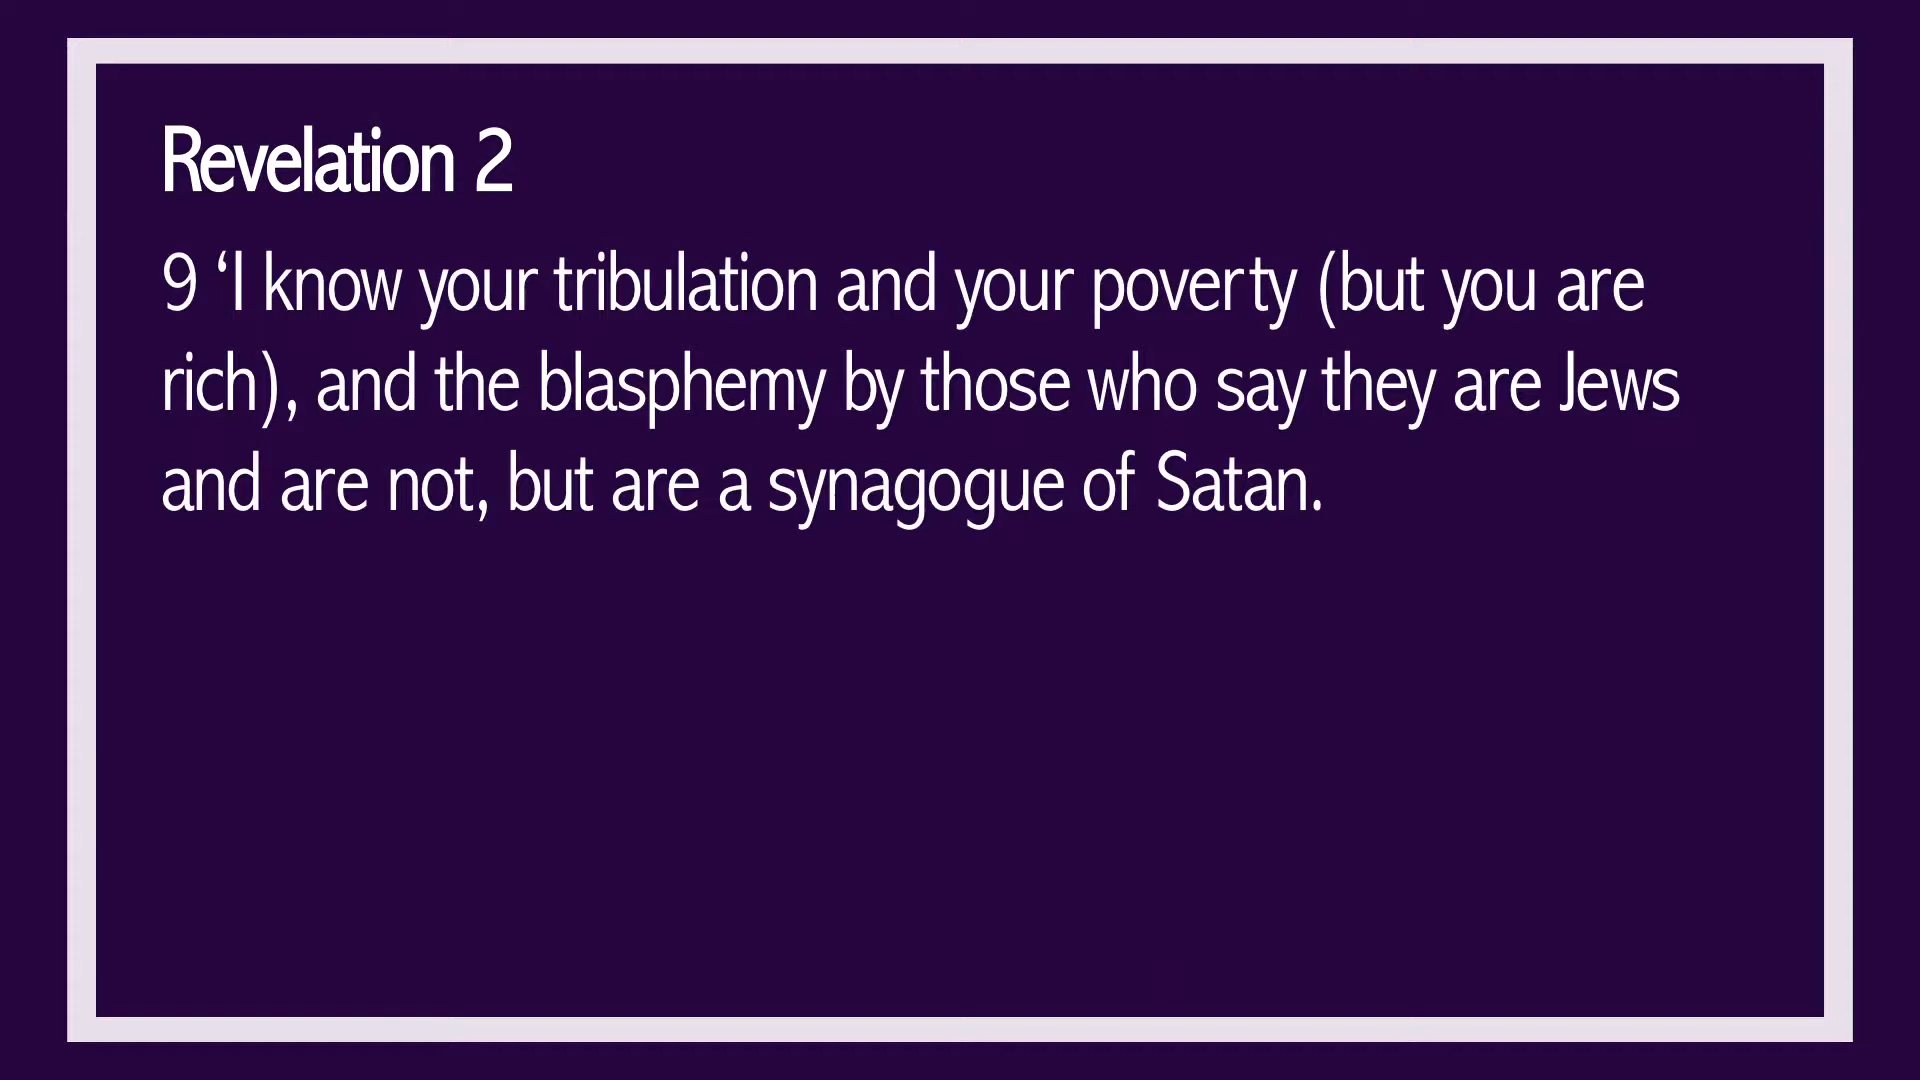 Revelation 2
9 ‘I know your tribulation and your poverty (but you are
rich), and the blasphemy by those who say they are Jews
and are not, but are a synagogue of Satan.